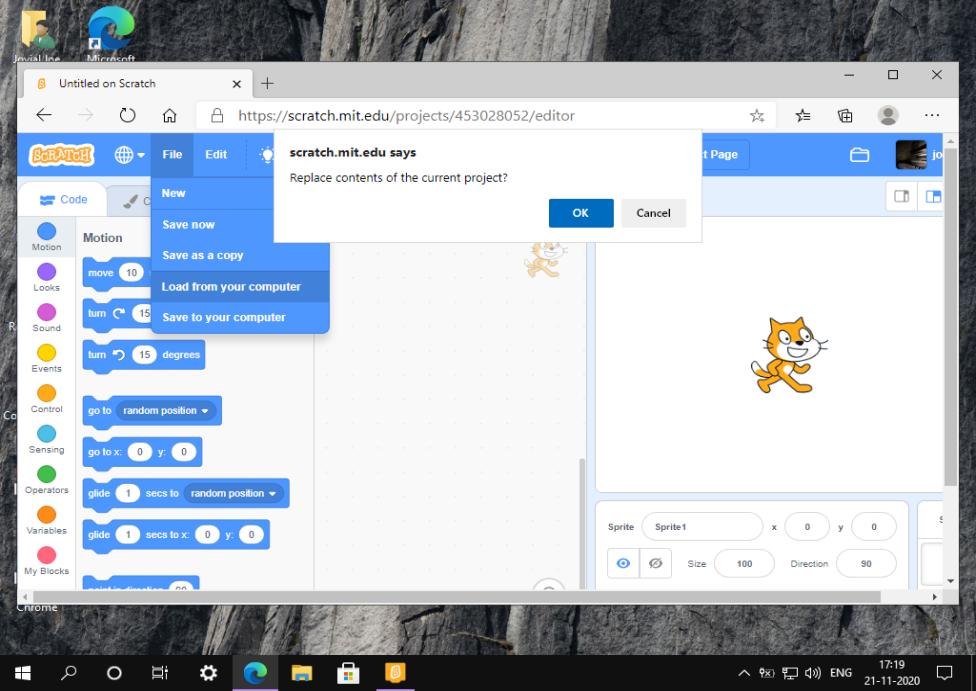 Jovial Joe
Microsoft
Untitled on Scratch
https://scratch.mit.edu/projects/453028052/editor
SCRATCH
File
Edit
t Page
jo
scratch.mit.edu says
Replace contents of the current project?
OK
Cancel
New
Save now
Save as a copy
Load from your computer
Save to your computer
Code
C
Motion
Looks
Sound
Events
Control
Sensing
Operators
Variables
My Blocks
Motion
move 10
turn 15
turn 15 degrees
go to random position
go to x: 0 y: 0
glide 1 secs to random position
glide 1 secs to x: 0 y: 0
point in direction 90
Sprite Sprite1 x 0 y 0
Size 100 Direction 90
S
R
Co
Chrome
ENG
17:19
21-11-2020